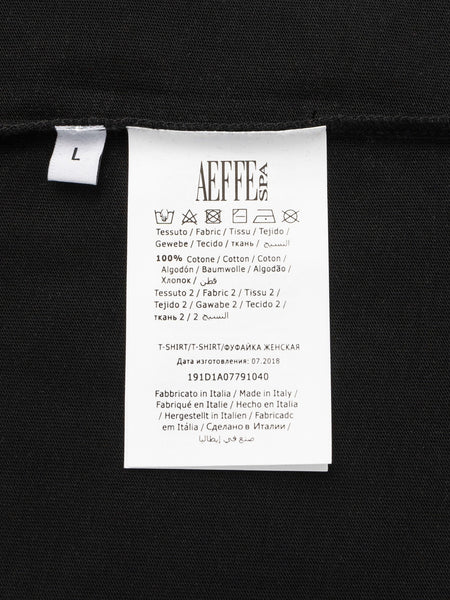 L
AEFFE SPA
Tessuto / Fabric / Tissu / Tejido /
Gewebe / Tecido / ткань / النسيج
100% Cotone / Cotton / Coton /
Algodón / Baumwolle / Algodão /
Хлопок / قطن
Tessuto 2 / Fabric 2 / Tissu 2 /
Tejido 2 / Gawabe 2 / Tecido 2 /
ткань 2 / 2 النسيج
T-SHIRT/T-SHIRT/ФУФАЙКА ЖЕНСКАЯ
Дата изготовления: 07.2018
191D1A07791040
Fabbricato in Italia / Made in Italy /
Fabriqué en Italie / Hecho en Italia
/ Hergestellt in Italien / Fabricado
em Itália / Сделано в Италии /
صنع في إيطاليا